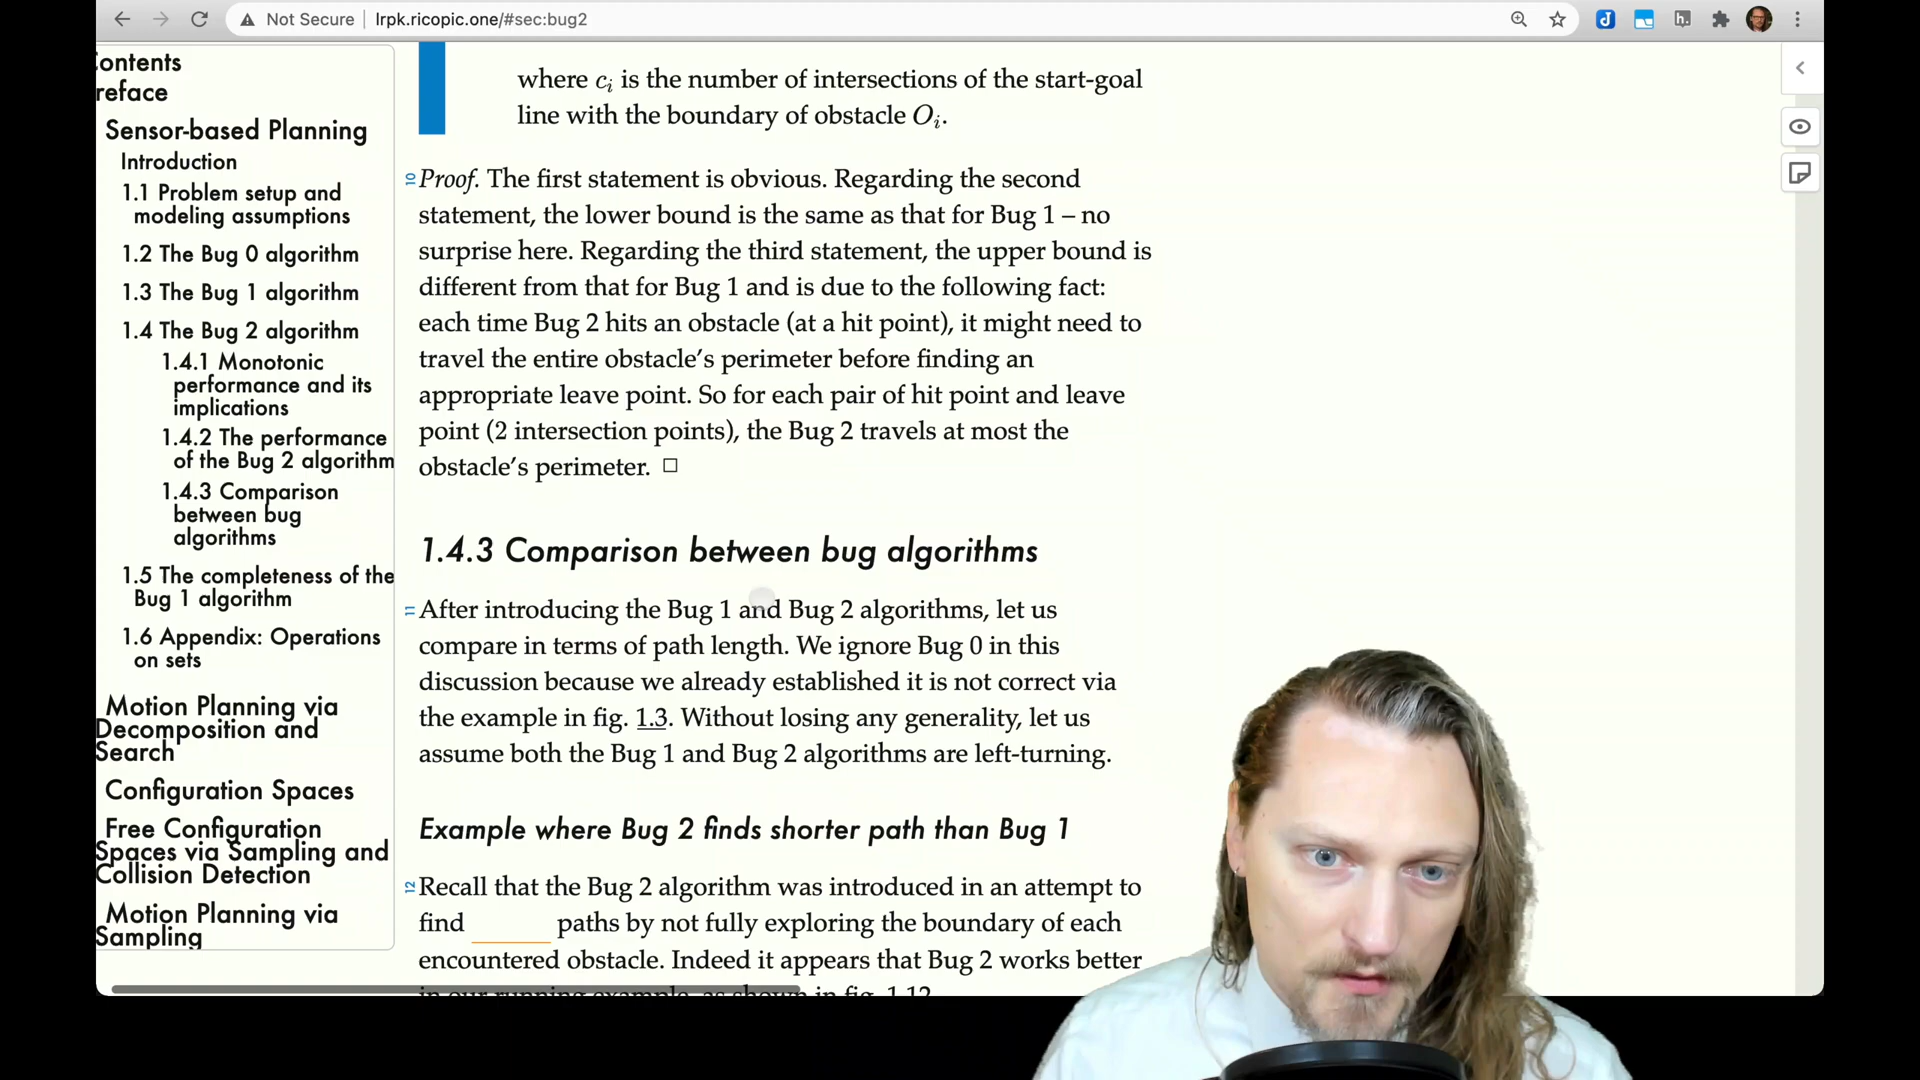 Not Secure
lrpk.ricopic.one/#sec:bug2
ontents
reface
Sensor-based Planning
Introduction
1.1 Problem setup and
modeling assumptions
1.2 The Bug 0 algorithm
1.3 The Bug 1 algorithm
1.4 The Bug 2 algorithm
1.4.1 Monotonic
performance and its
implications
1.4.2 The performance
of the Bug 2 algorithm
1.4.3 Comparison
between bug
algorithms
1.5 The completeness of the
Bug 1 algorithm
1.6 Appendix: Operations
on sets
Motion Planning via
Decomposition and
Search
Configuration Spaces
Free Configuration
Spaces via Sampling and
Collision Detection
Motion Planning via
Sampling
where cᵢ is the number of intersections of the start-goal
line with the boundary of obstacle Oᵢ.
10
Proof. The first statement is obvious. Regarding the second
statement, the lower bound is the same as that for Bug 1 – no
surprise here. Regarding the third statement, the upper bound is
different from that for Bug 1 and is due to the following fact:
each time Bug 2 hits an obstacle (at a hit point), it might need to
travel the entire obstacle's perimeter before finding an
appropriate leave point. So for each pair of hit point and leave
point (2 intersection points), the Bug 2 travels at most the
obstacle's perimeter. □
1.4.3 Comparison between bug algorithms
11
After introducing the Bug 1 and Bug 2 algorithms, let us
compare in terms of path length. We ignore Bug 0 in this
discussion because we already established it is not correct via
the example in fig. 1.3. Without losing any generality, let us
assume both the Bug 1 and Bug 2 algorithms are left-turning.
Example where Bug 2 finds shorter path than Bug 1
12
Recall that the Bug 2 algorithm was introduced in an attempt to
find paths by not fully exploring the boundary of each
encountered obstacle. Indeed it appears that Bug 2 works better
in our running example, as shown in fig. 1.12.